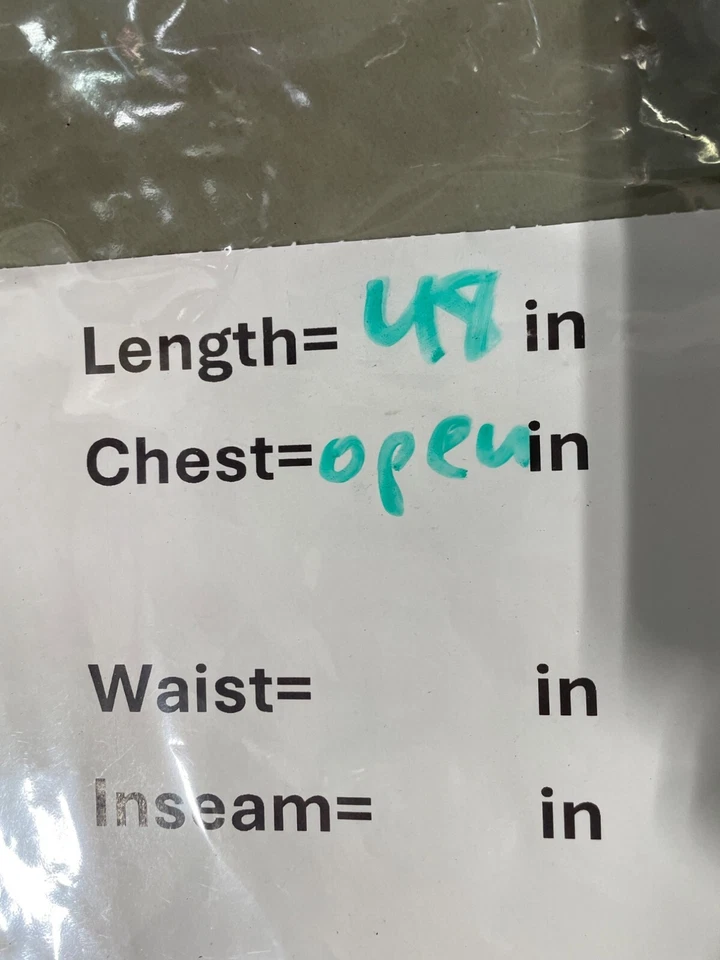 Length= 48 in
Chest= open in
Waist= in
Inseam= in